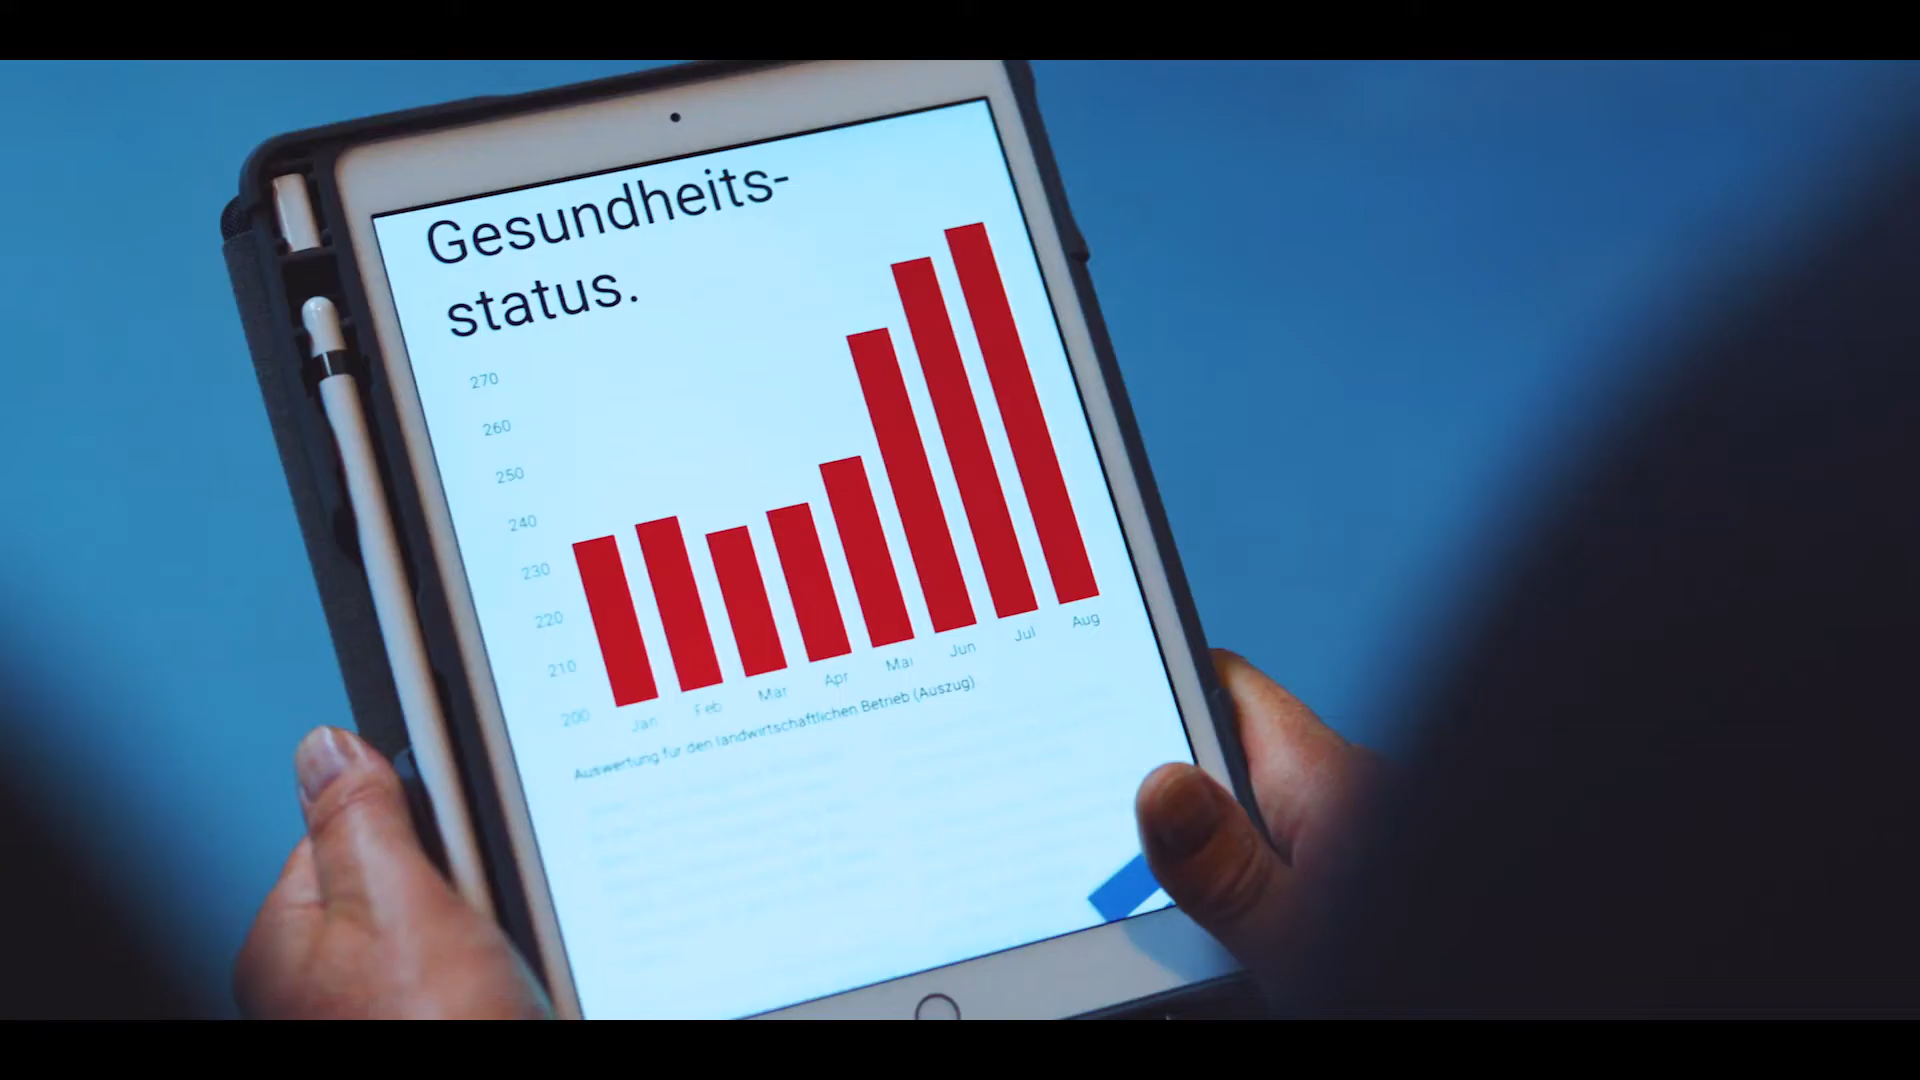 Gesundheits-
status.
270
260
250
240
230
220
210
200
Jan
Feb
Mar
Apr
Mai
Jun
Jul
Aug
Auswertung für den landwirtschaftlichen Betrieb (Auszug)